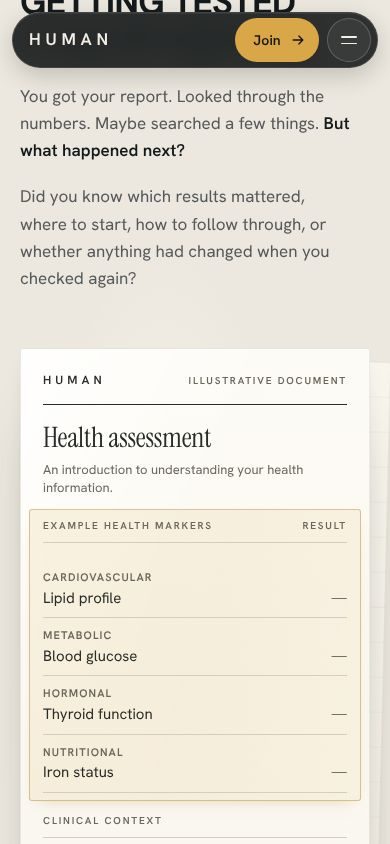 GETTING TESTED
HUMAN
Join →
You got your report. Looked through the
numbers. Maybe searched a few things. But
what happened next?
Did you know which results mattered,
where to start, how to follow through, or
whether anything had changed when you
checked again?
HUMAN ILLUSTRATIVE DOCUMENT
Health assessment
An introduction to understanding your health
information.
EXAMPLE HEALTH MARKERS RESULT
CARDIOVASCULAR
Lipid profile —
METABOLIC
Blood glucose —
HORMONAL
Thyroid function —
NUTRITIONAL
Iron status —
CLINICAL CONTEXT